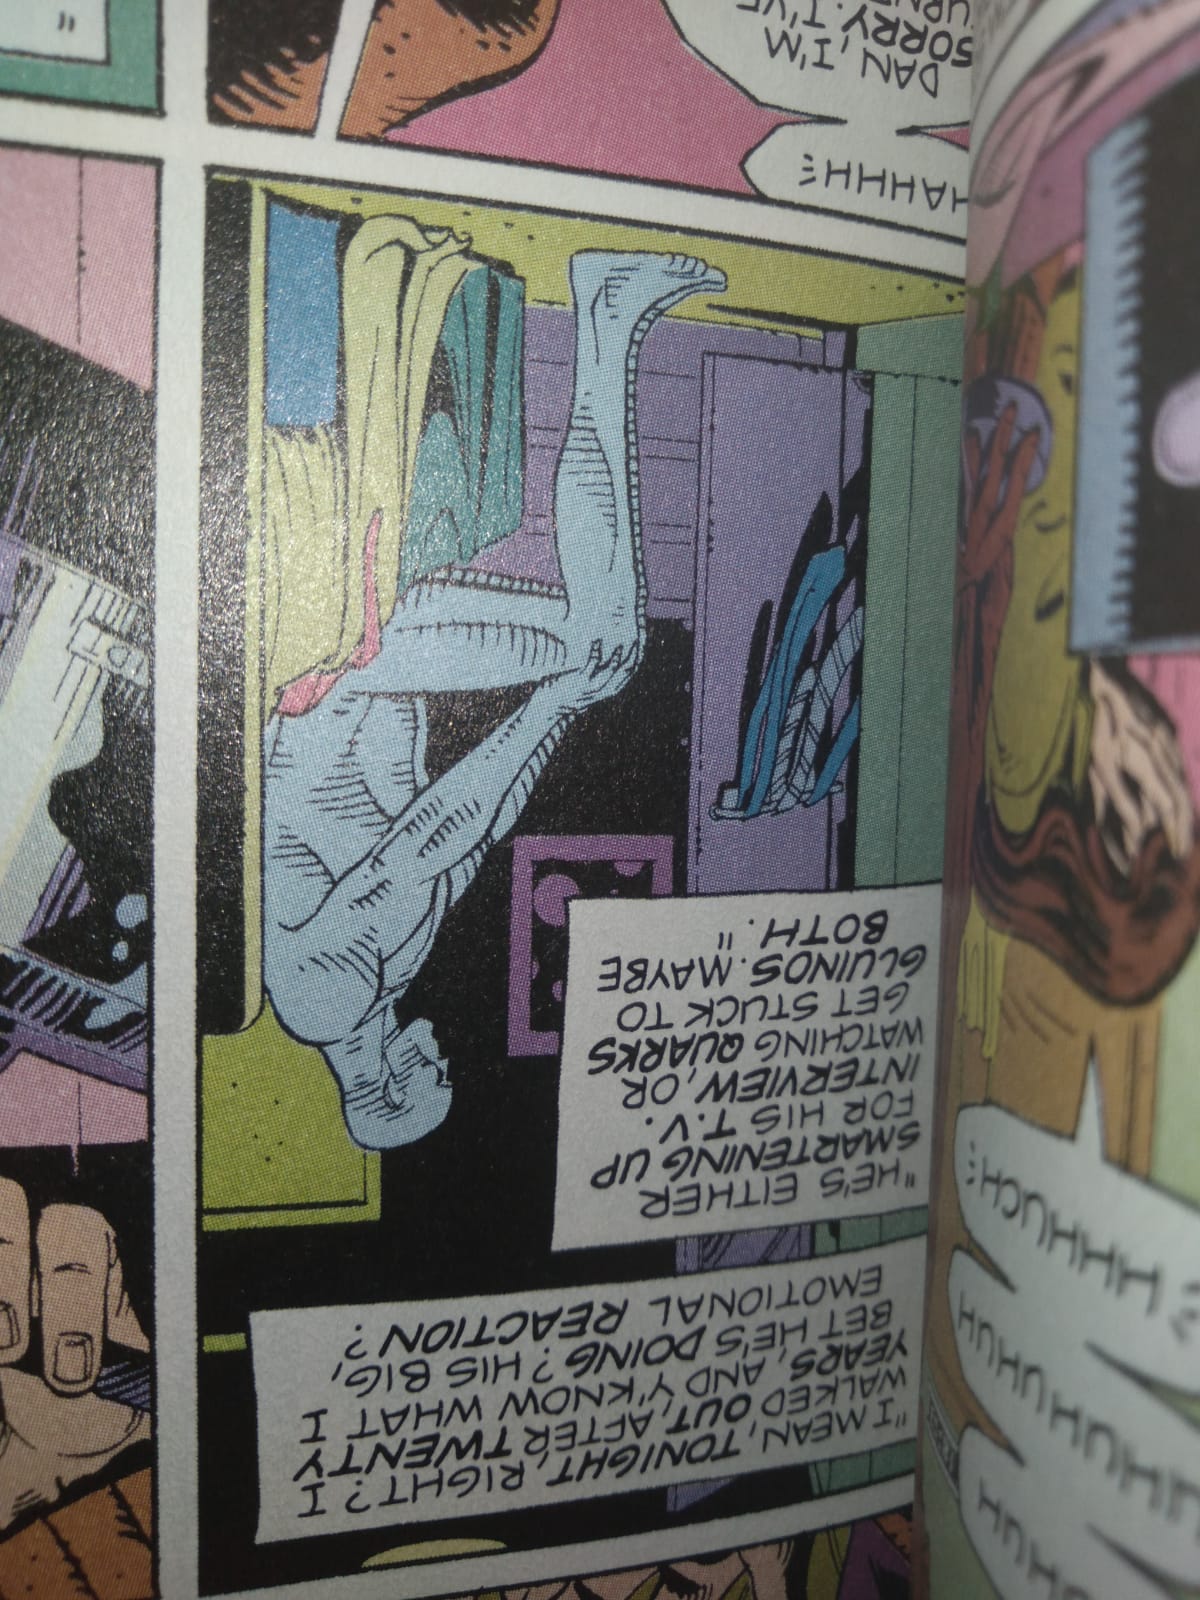 HUHUHUHUH
HHHUCH
"I MEAN, TONIGHT, RIGHT? I
WALKED OUT, AFTER TWENTY
YEARS, AND Y'KNOW WHAT I
BET HE'S DOING? HIS BIG,
EMOTIONAL REACTION?
"HE'S EITHER
SMARTENING UP
FOR HIS T.V.
INTERVIEW, OR
WATCHING QUARKS
GET STUCK TO
GLUINOS. MAYBE
BOTH."
HAHHH
DAN, I'M
SORRY. I'VE
"